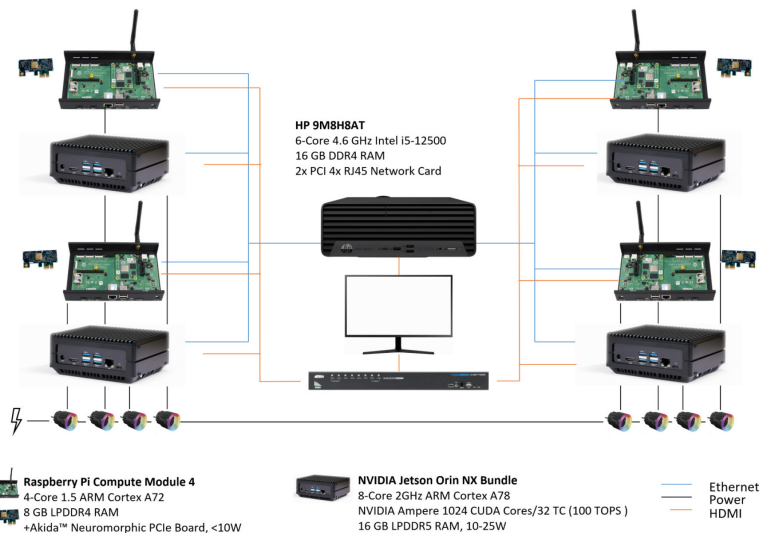 HP 9M8H8AT
6-Core 4.6 GHz Intel i5-12500
16 GB DDR4 RAM
2x PCI 4x RJ45 Network Card
Raspberry Pi Compute Module 4
4-Core 1.5 ARM Cortex A72
8 GB LPDDR4 RAM
+Akida™ Neuromorphic PCIe Board, <10W
NVIDIA Jetson Orin NX Bundle
8-Core 2GHz ARM Cortex A78
NVIDIA Ampere 1024 CUDA Cores/32 TC (100 TOPS )
16 GB LPDDR5 RAM, 10-25W
Ethernet
Power
HDMI